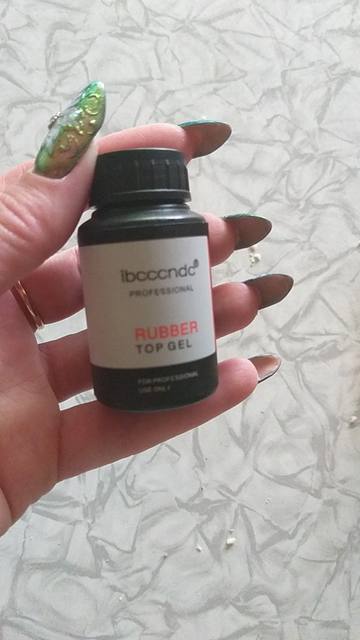 ibcccndc®
PROFESSIONAL
RUBBER
TOP GEL
FOR PROFESSIONAL
USE ONLY